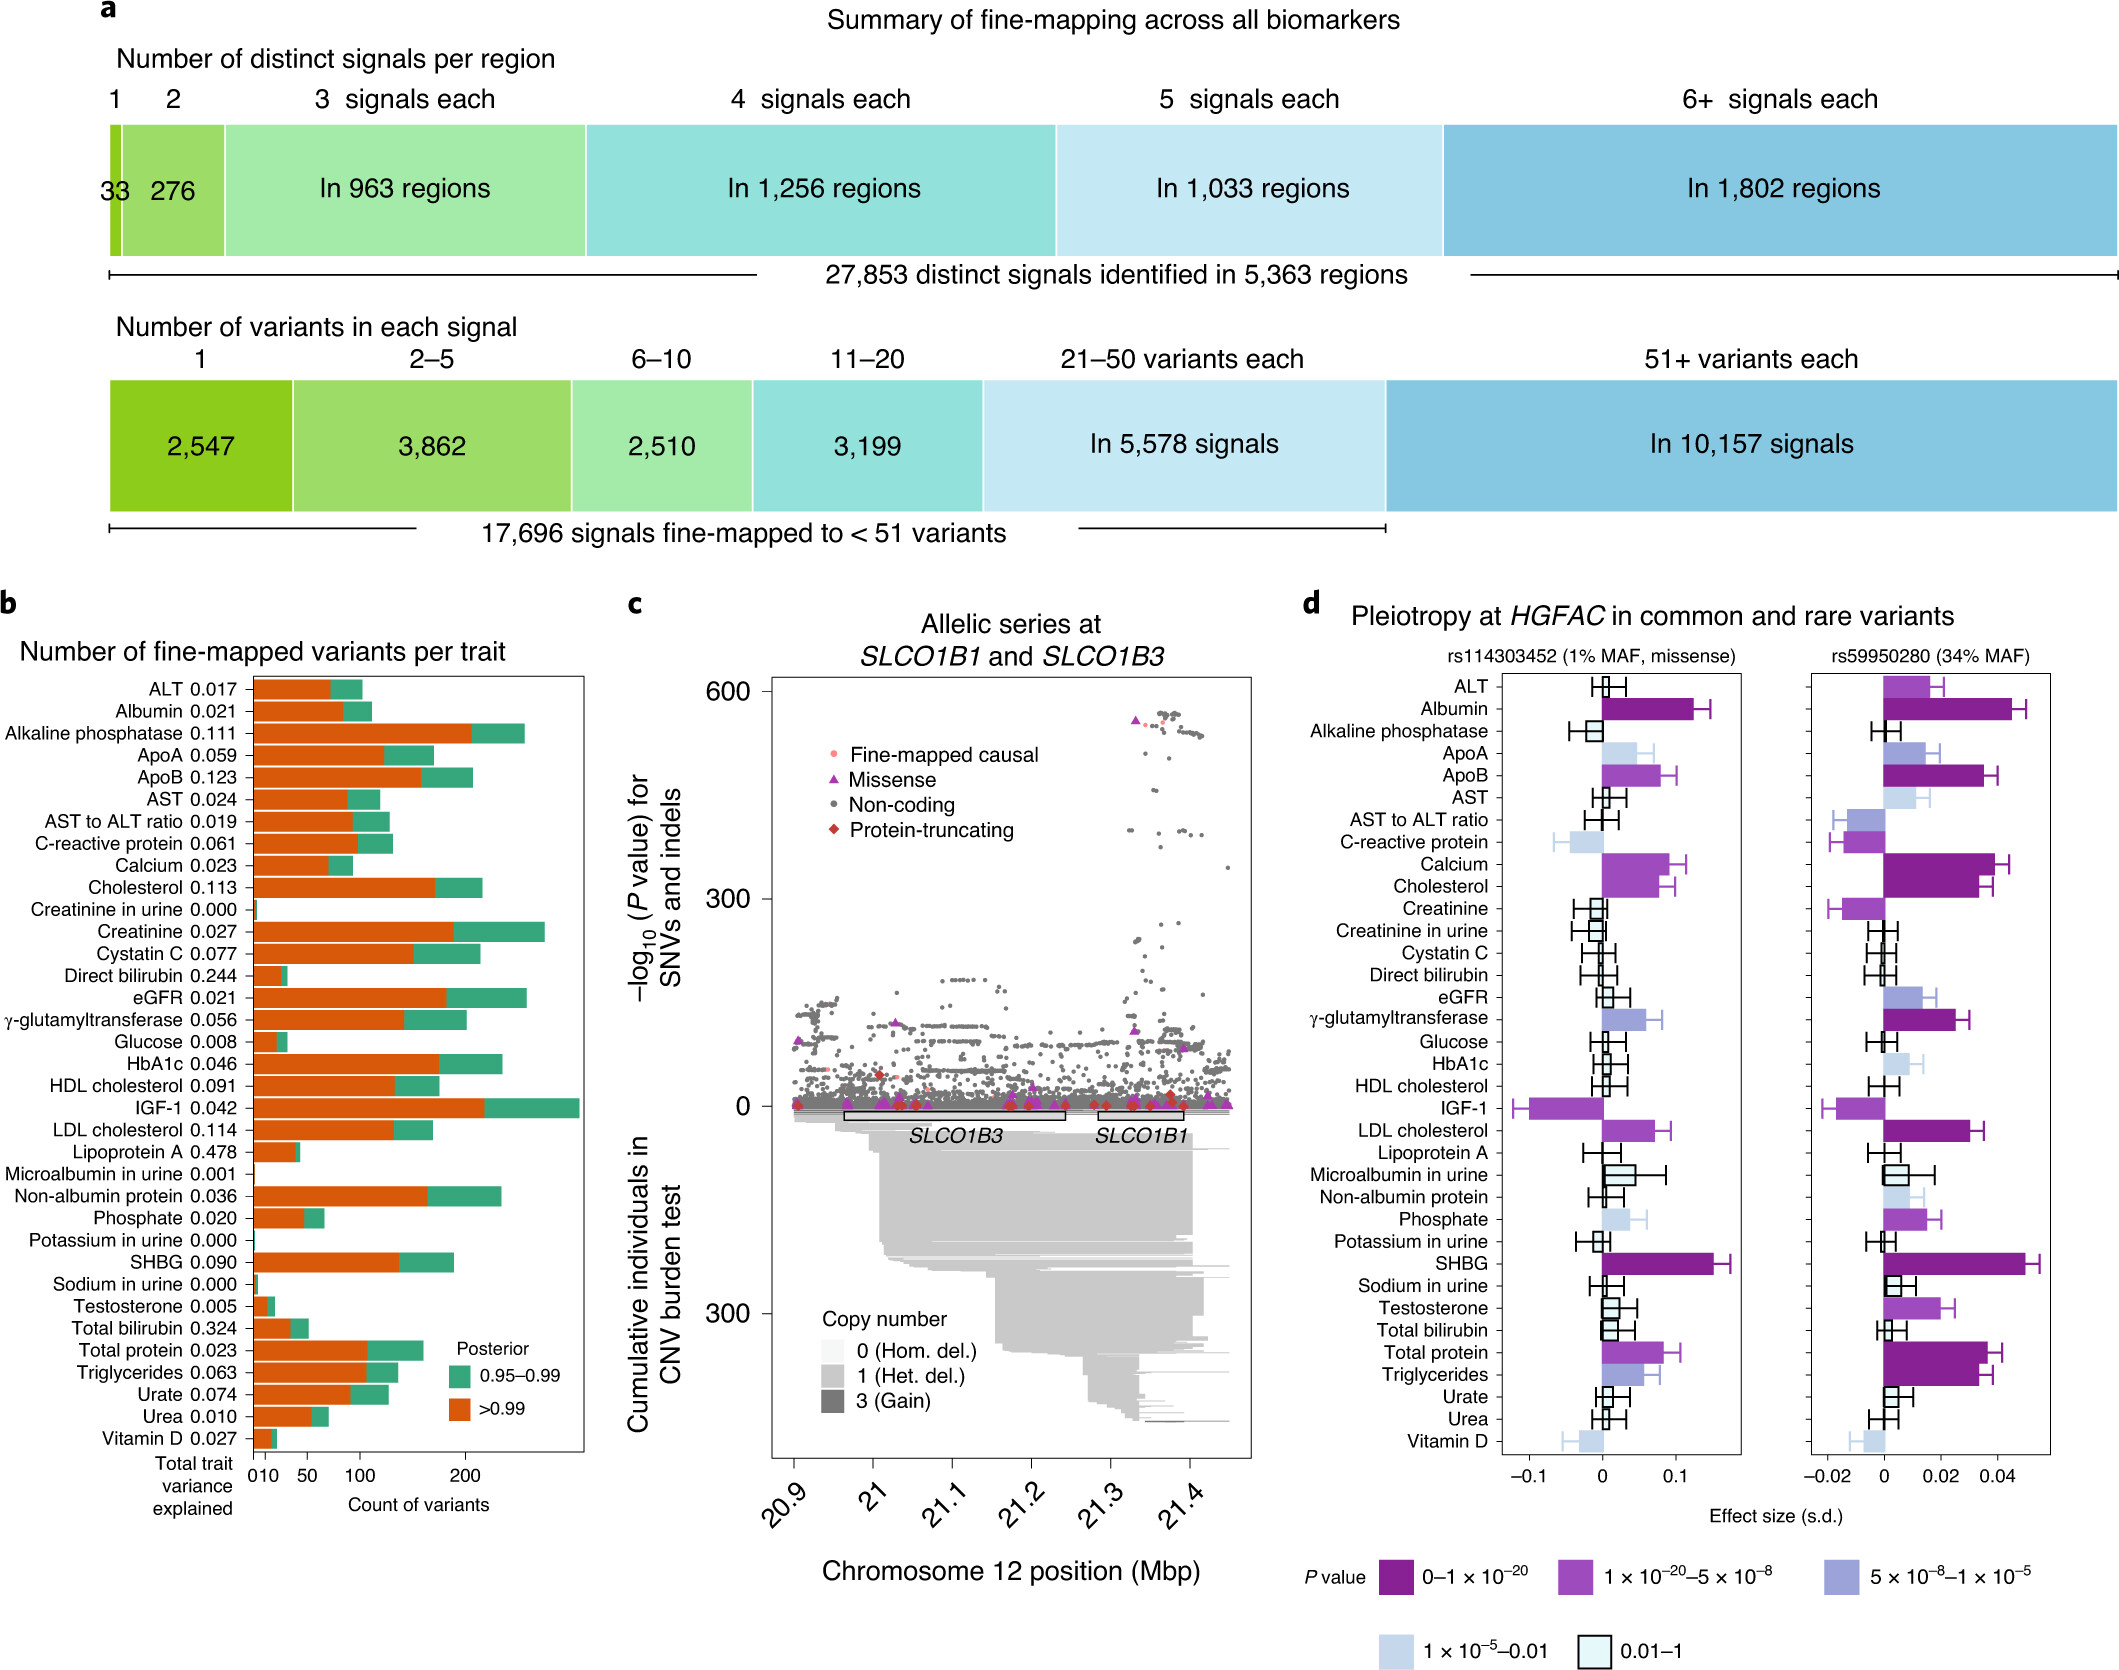 a
Summary of fine-mapping across all biomarkers
Number of distinct signals per region
1 2 3 signals each 4 signals each 5 signals each 6+ signals each
33 276 In 963 regions In 1,256 regions In 1,033 regions In 1,802 regions
27,853 distinct signals identified in 5,363 regions
Number of variants in each signal
1 2–5 6–10 11–20 21–50 variants each 51+ variants each
2,547 3,862 2,510 3,199 In 5,578 signals In 10,157 signals
17,696 signals fine-mapped to < 51 variants
b
Number of fine-mapped variants per trait
ALT 0.017
Albumin 0.021
Alkaline phosphatase 0.111
ApoA 0.059
ApoB 0.123
AST 0.024
AST to ALT ratio 0.019
C-reactive protein 0.061
Calcium 0.023
Cholesterol 0.113
Creatinine in urine 0.000
Creatinine 0.027
Cystatin C 0.077
Direct bilirubin 0.244
eGFR 0.021
γ-glutamyltransferase 0.056
Glucose 0.008
HbA1c 0.046
HDL cholesterol 0.091
IGF-1 0.042
LDL cholesterol 0.114
Lipoprotein A 0.478
Microalbumin in urine 0.001
Non-albumin protein 0.036
Phosphate 0.020
Potassium in urine 0.000
SHBG 0.090
Sodium in urine 0.000
Testosterone 0.005
Total bilirubin 0.324
Total protein 0.023
Triglycerides 0.063
Urate 0.074
Urea 0.010
Vitamin D 0.027
Posterior
0.95–0.99
>0.99
Total trait
variance
explained
0 10 50 100 200
Count of variants
c
Allelic series at
SLCO1B1 and SLCO1B3
–log10 (P value) for
SNVs and indels
600
300
0
300
Fine-mapped causal
Missense
Non-coding
Protein-truncating
SLCO1B3 SLCO1B1
Cumulative individuals in
CNV burden test
Copy number
0 (Hom. del.)
1 (Het. del.)
3 (Gain)
20.9 21 21.1 21.2 21.3 21.4
Chromosome 12 position (Mbp)
d
Pleiotropy at HGFAC in common and rare variants
rs114303452 (1% MAF, missense) rs59950280 (34% MAF)
ALT
Albumin
Alkaline phosphatase
ApoA
ApoB
AST
AST to ALT ratio
C-reactive protein
Calcium
Cholesterol
Creatinine
Creatinine in urine
Cystatin C
Direct bilirubin
eGFR
γ-glutamyltransferase
Glucose
HbA1c
HDL cholesterol
IGF-1
LDL cholesterol
Lipoprotein A
Microalbumin in urine
Non-albumin protein
Phosphate
Potassium in urine
SHBG
Sodium in urine
Testosterone
Total bilirubin
Total protein
Triglycerides
Urate
Urea
Vitamin D
–0.1 0 0.1 –0.02 0 0.02 0.04
Effect size (s.d.)
P value 0–1 × 10–20 1 × 10–20–5 × 10–8 5 × 10–8–1 × 10–5
1 × 10–5–0.01 0.01–1